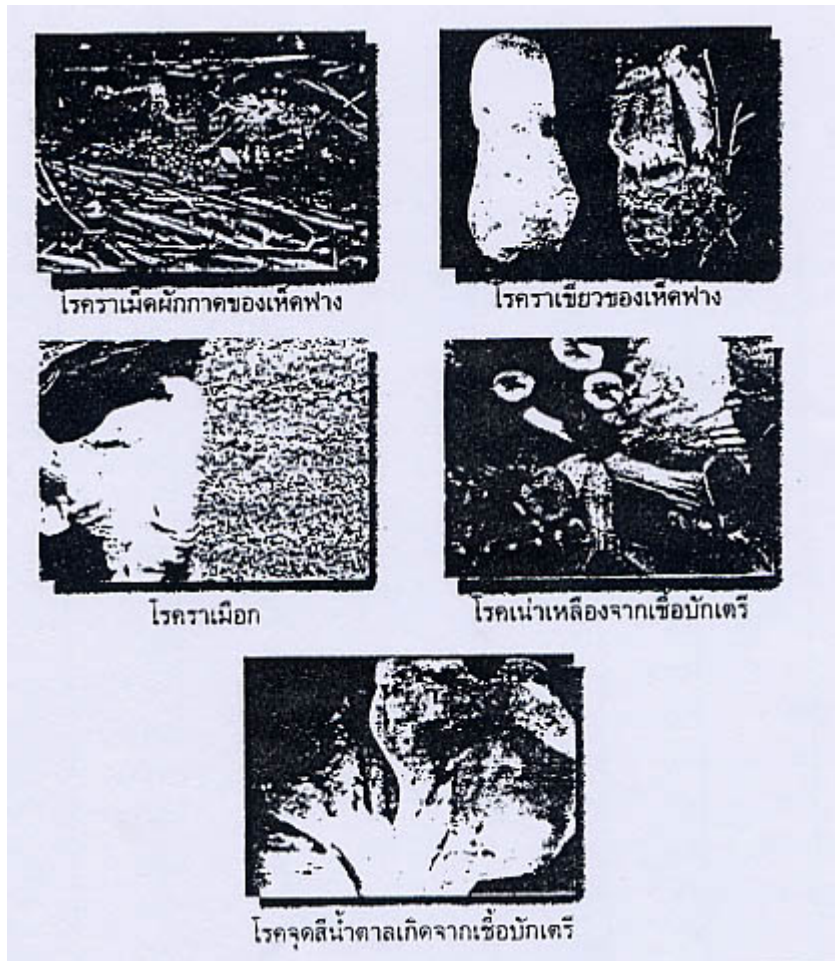 โรคราเม็ดผักกาดของเห็ดฟาง
โรคราเขียวของเห็ดฟาง
โรคราเมือก
โรคเน่าเหลืองจากเชื้อบักเตรี
โรคจุดสีน้ำตาลเกิดจากเชื้อบักเตรี